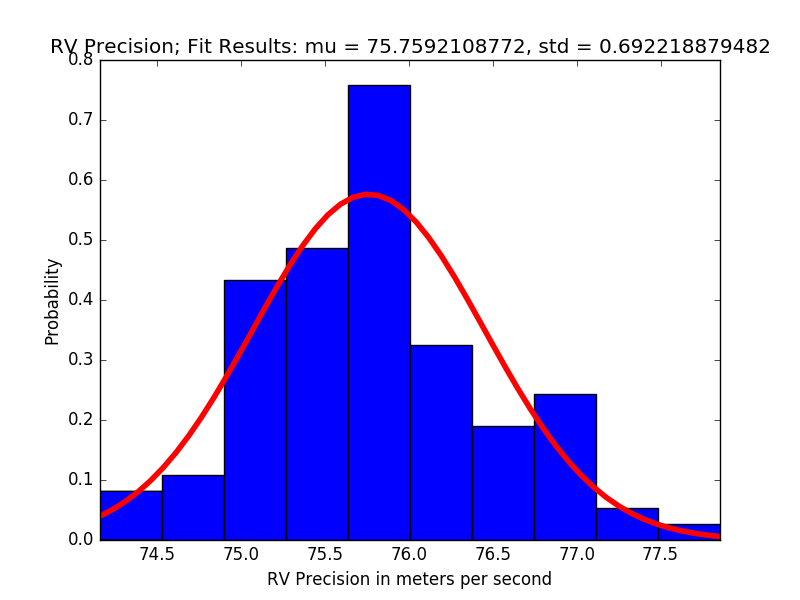 RV Precision; Fit Results: mu = 75.7592108772, std = 0.692218879482
0.8
0.7
0.6
0.5
0.4
0.3
0.2
0.1
0.0
Probability
74.5 75.0 75.5 76.0 76.5 77.0 77.5
RV Precision in meters per second